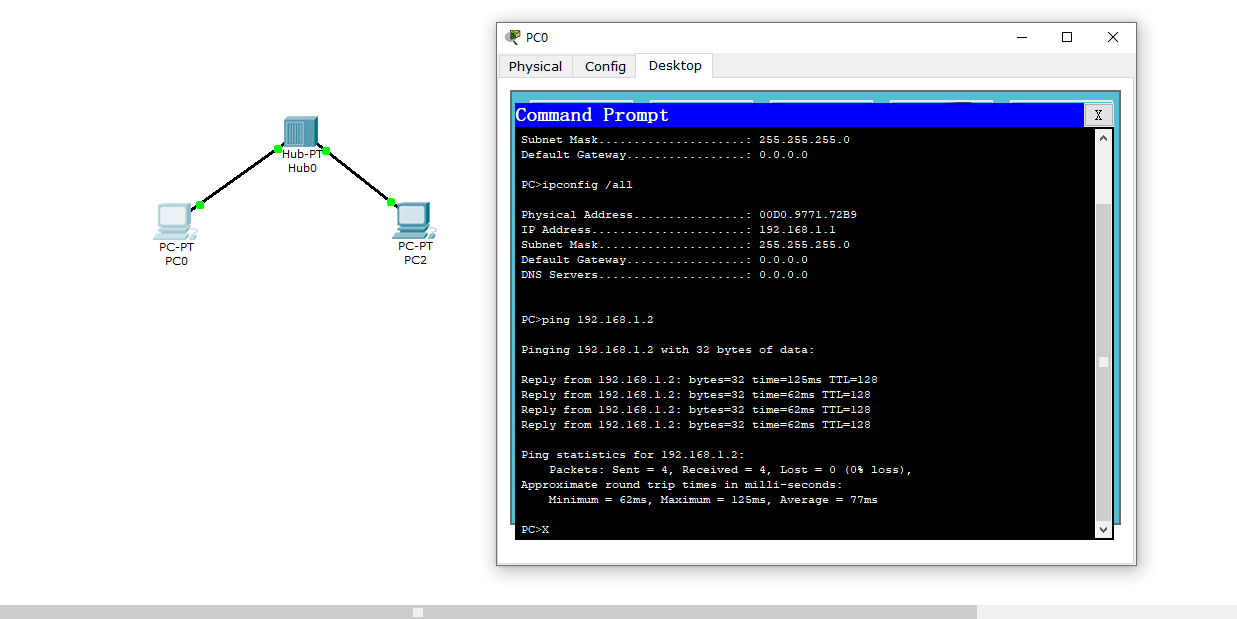 Hub-PT
Hub0
PC-PT
PC0
PC-PT
PC2
PC0
Physical Config Desktop
Command Prompt X
Subnet Mask.....................: 255.255.255.0
Default Gateway.................: 0.0.0.0
PC>ipconfig /all
Physical Address................: 00D0.9771.72B9
IP Address......................: 192.168.1.1
Subnet Mask.....................: 255.255.255.0
Default Gateway.................: 0.0.0.0
DNS Servers.....................: 0.0.0.0
PC>ping 192.168.1.2
Pinging 192.168.1.2 with 32 bytes of data:
Reply from 192.168.1.2: bytes=32 time=125ms TTL=128
Reply from 192.168.1.2: bytes=32 time=62ms TTL=128
Reply from 192.168.1.2: bytes=32 time=62ms TTL=128
Reply from 192.168.1.2: bytes=32 time=62ms TTL=128
Ping statistics for 192.168.1.2:
Packets: Sent = 4, Received = 4, Lost = 0 (0% loss),
Approximate round trip times in milli-seconds:
Minimum = 62ms, Maximum = 125ms, Average = 77ms
PC>X